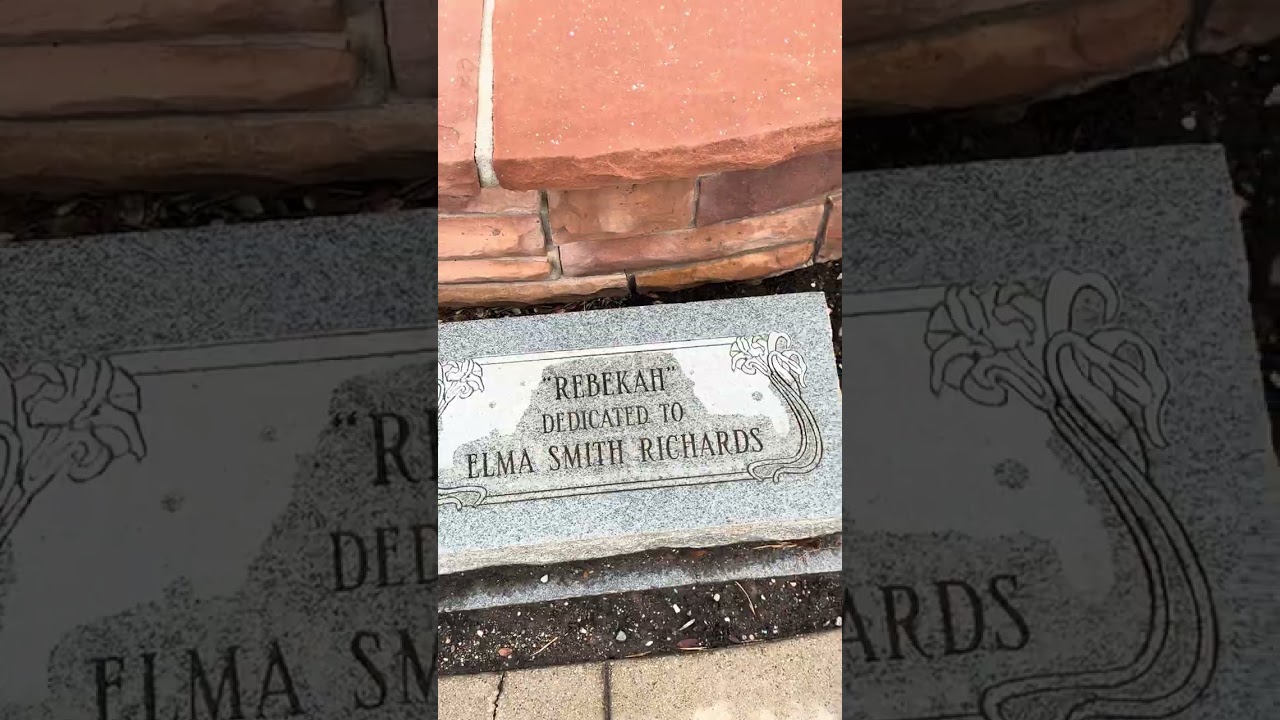 "REBEKAH"
DEDICATED TO
ELMA SMITH RICHARDS